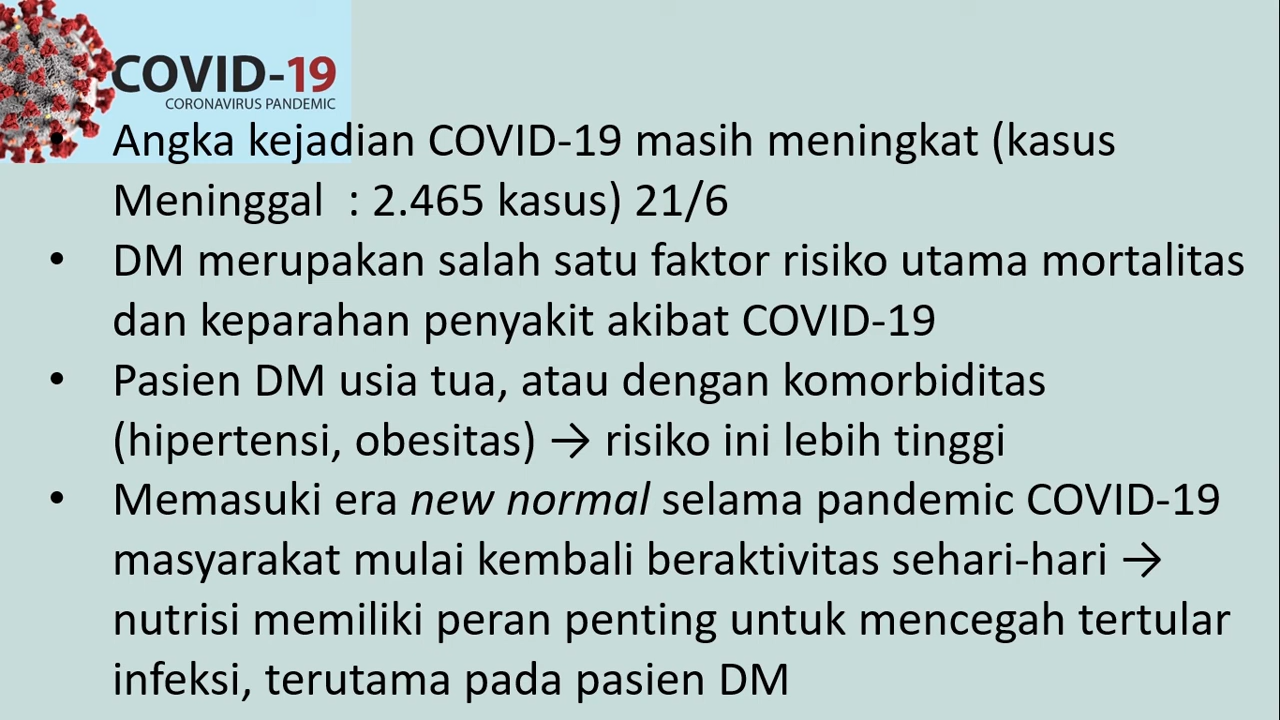 COVID-19
CORONAVIRUS PANDEMIC
• Angka kejadian COVID-19 masih meningkat (kasus
Meninggal : 2.465 kasus) 21/6
• DM merupakan salah satu faktor risiko utama mortalitas
dan keparahan penyakit akibat COVID-19
• Pasien DM usia tua, atau dengan komorbiditas
(hipertensi, obesitas) → risiko ini lebih tinggi
• Memasuki era new normal selama pandemic COVID-19
masyarakat mulai kembali beraktivitas sehari-hari →
nutrisi memiliki peran penting untuk mencegah tertular
infeksi, terutama pada pasien DM